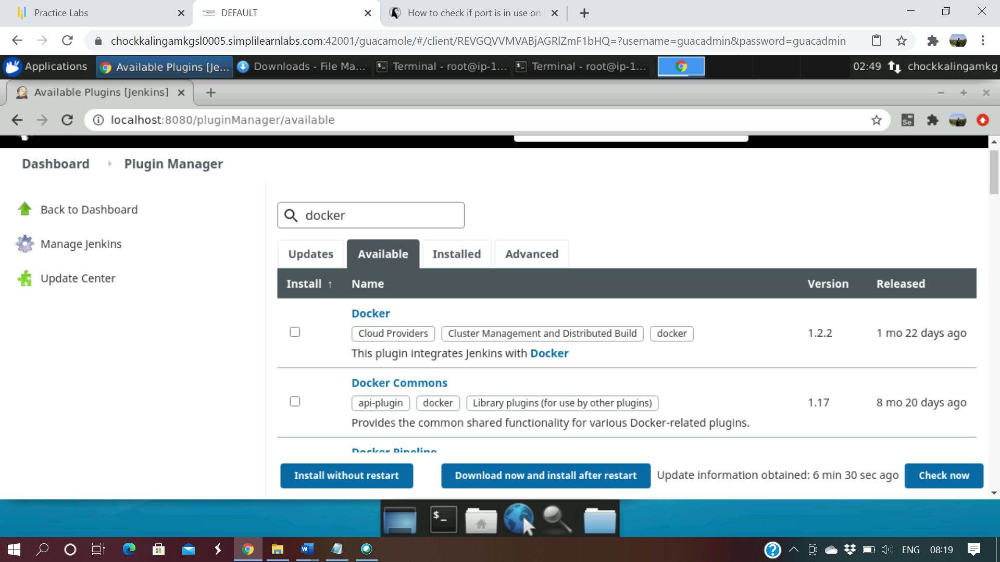 Practice Labs
DEFAULT
How to check if port is in use on
chockkalingamkgsl0005.simplilearnlabs.com:42001/guacamole/#/client/REVGQVVMVABjAGRlZmF1bHQ=?username=guacadmin&password=guacadmin
Applications
Available Plugins [Je...
Downloads - File Ma...
Terminal - root@ip-1...
Terminal - root@ip-1...
02:49
chockkalingamkg
Available Plugins [Jenkins]
localhost:8080/pluginManager/available
Se
Dashboard
Plugin Manager
Back to Dashboard
Manage Jenkins
Update Center
docker
Updates
Available
Installed
Advanced
Install ↑ Name Version Released
Docker
Cloud Providers Cluster Management and Distributed Build docker
This plugin integrates Jenkins with Docker
1.2.2
1 mo 22 days ago
Docker Commons
api-plugin docker Library plugins (for use by other plugins)
Provides the common shared functionality for various Docker-related plugins.
1.17
8 mo 20 days ago
Docker Pipeline
Install without restart
Download now and install after restart
Update information obtained: 6 min 30 sec ago
Check now
$_
ENG
08:19